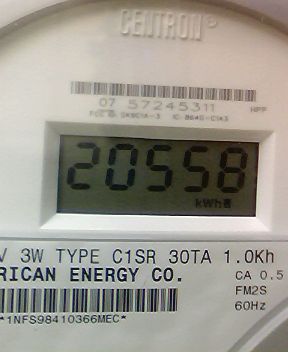 CENTRON®
07 57245311 HPP
20558
kWh
V 3W TYPE C1SR 30TA 1.0Kh
RICAN ENERGY CO. CA 0.5
FM2S
60Hz
*1NFS98410366MEC*